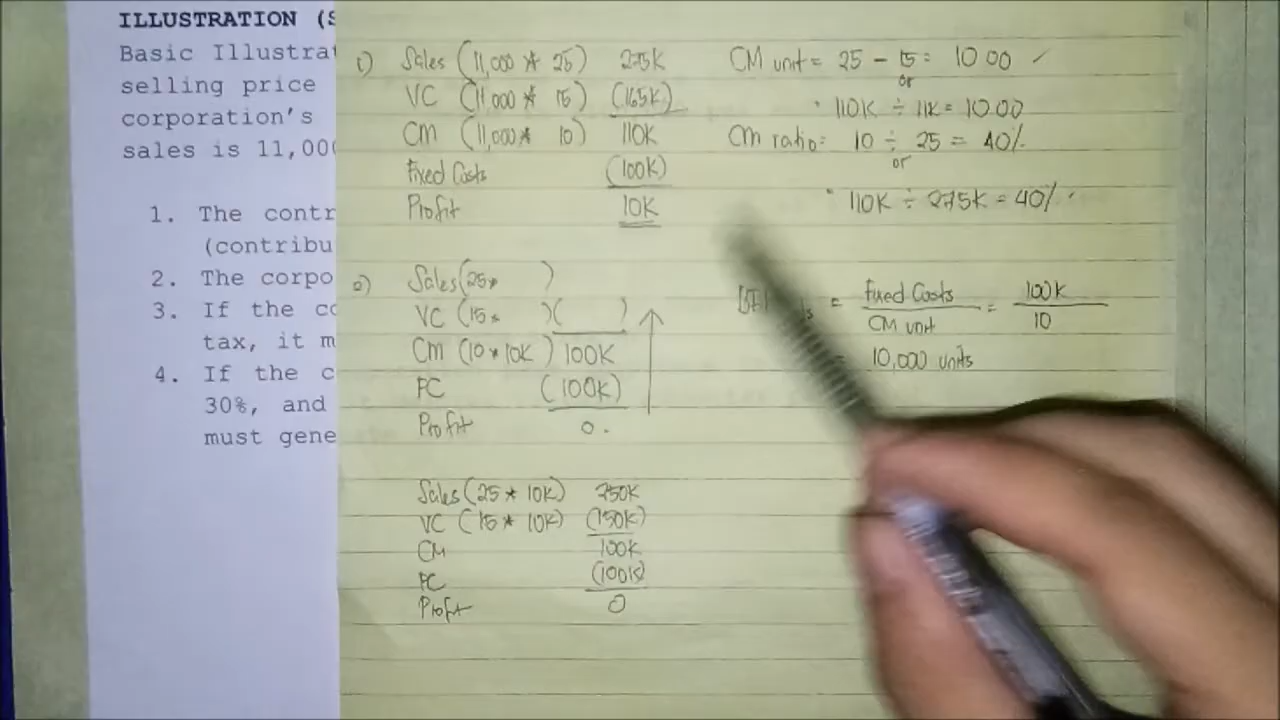 ILLUSTRATION (S
Basic Illustrat
selling price
corporation's
sales is 11,000
1. The contr
(contribu
2. The corpo
3. If the co
tax, it m
4. If the c
30%, and
must gene
1) Sales (11,000 * 25) 275K
VC (11,000 * 15) (165K)
CM (11,000 * 10) 110K
Fixed Costs (100K)
Profit 10K
CM unit = 25 - 15 = 10.00
or
110K ÷ 11K = 10.00
CM ratio: 10 ÷ 25 = 40%
or
110K ÷ 275K = 40%
2) Sales (25* )
VC (15* )( )
CM (10*10K) 100K
FC (100K)
Profit 0.
= Fixed Costs = 100K
CM unit 10
10,000 units
Sales (25 * 10K) 250K
VC (15 * 10K) (150K)
CM 100K
FC (100K)
Profit 0